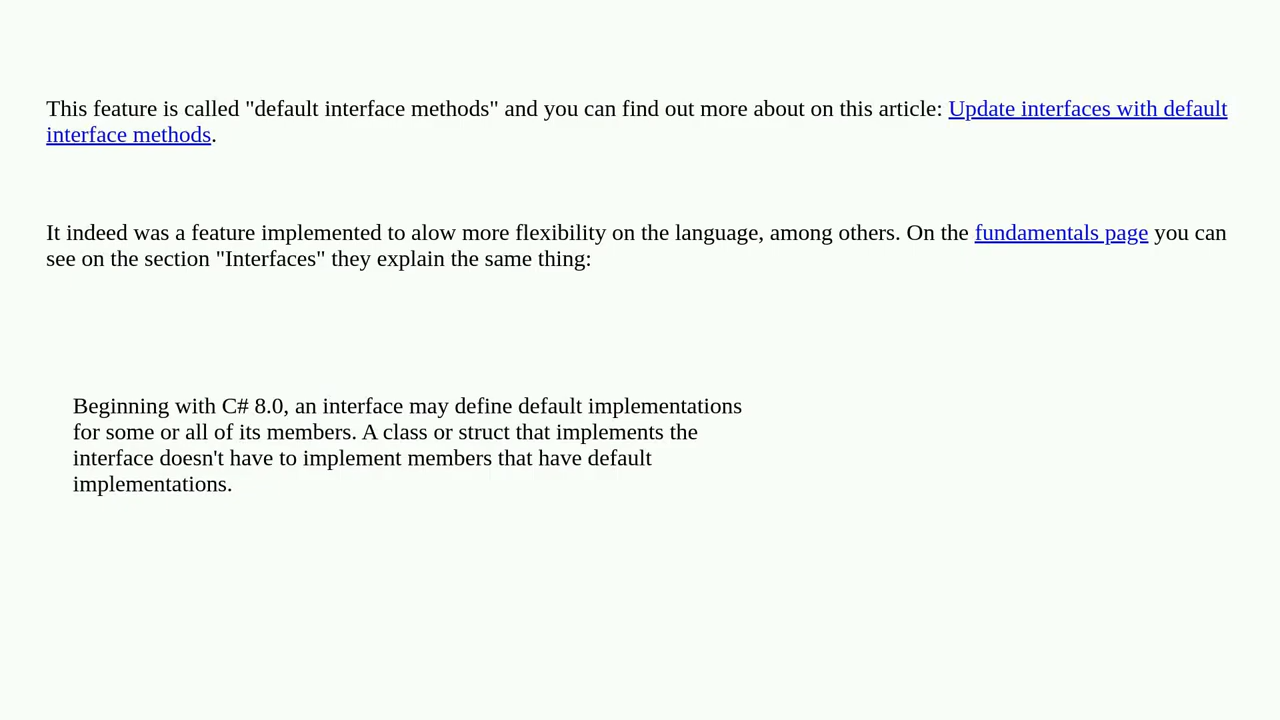 This feature is called "default interface methods" and you can find out more about on this article: Update interfaces with default
interface methods.
It indeed was a feature implemented to alow more flexibility on the language, among others. On the fundamentals page you can
see on the section "Interfaces" they explain the same thing:
Beginning with C# 8.0, an interface may define default implementations
for some or all of its members. A class or struct that implements the
interface doesn't have to implement members that have default
implementations.